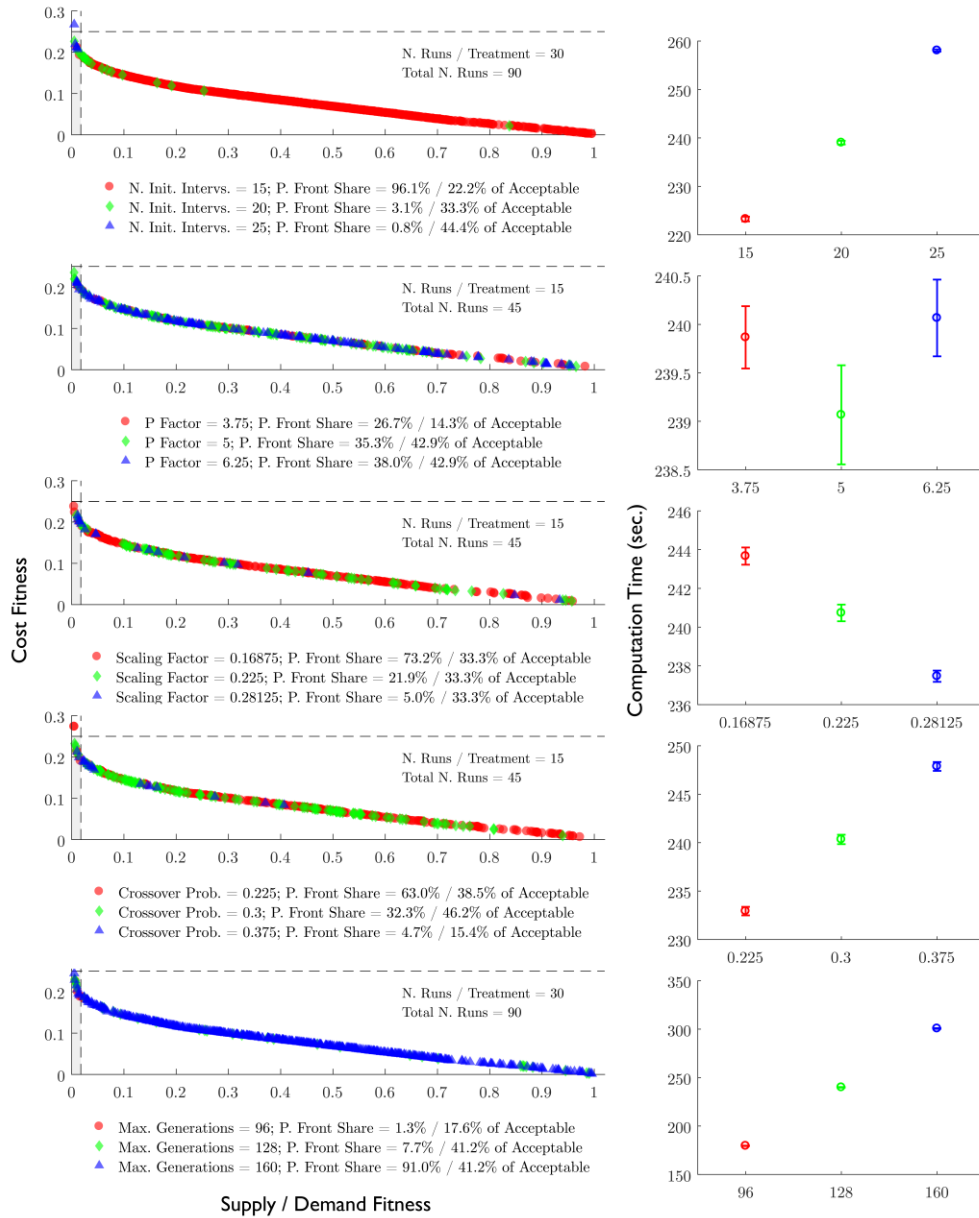 0.3
0.2
0.1
0
N. Runs / Treatment = 30
Total N. Runs = 90
0 0.1 0.2 0.3 0.4 0.5 0.6 0.7 0.8 0.9 1
N. Init. Intervs. = 15; P. Front Share = 96.1% / 22.2% of Acceptable
N. Init. Intervs. = 20; P. Front Share = 3.1% / 33.3% of Acceptable
N. Init. Intervs. = 25; P. Front Share = 0.8% / 44.4% of Acceptable
260
250
240
230
220
15 20 25
0.2
0.1
0
N. Runs / Treatment = 15
Total N. Runs = 45
0 0.1 0.2 0.3 0.4 0.5 0.6 0.7 0.8 0.9 1
P Factor = 3.75; P. Front Share = 26.7% / 14.3% of Acceptable
P Factor = 5; P. Front Share = 35.3% / 42.9% of Acceptable
P Factor = 6.25; P. Front Share = 38.0% / 42.9% of Acceptable
240.5
240
239.5
239
238.5
3.75 5 6.25
0.3
0.2
0.1
0
N. Runs / Treatment = 15
Total N. Runs = 45
0 0.1 0.2 0.3 0.4 0.5 0.6 0.7 0.8 0.9 1
Scaling Factor = 0.16875; P. Front Share = 73.2% / 33.3% of Acceptable
Scaling Factor = 0.225; P. Front Share = 21.9% / 33.3% of Acceptable
Scaling Factor = 0.28125; P. Front Share = 5.0% / 33.3% of Acceptable
Cost Fitness
Computation Time (sec.)
246
244
242
240
238
236
0.16875 0.225 0.28125
0.3
0.2
0.1
0
N. Runs / Treatment = 15
Total N. Runs = 45
0 0.1 0.2 0.3 0.4 0.5 0.6 0.7 0.8 0.9 1
Crossover Prob. = 0.225; P. Front Share = 63.0% / 38.5% of Acceptable
Crossover Prob. = 0.3; P. Front Share = 32.3% / 46.2% of Acceptable
Crossover Prob. = 0.375; P. Front Share = 4.7% / 15.4% of Acceptable
250
245
240
235
230
0.225 0.3 0.375
0.2
0.1
0
N. Runs / Treatment = 30
Total N. Runs = 90
0 0.1 0.2 0.3 0.4 0.5 0.6 0.7 0.8 0.9 1
Max. Generations = 96; P. Front Share = 1.3% / 17.6% of Acceptable
Max. Generations = 128; P. Front Share = 7.7% / 41.2% of Acceptable
Max. Generations = 160; P. Front Share = 91.0% / 41.2% of Acceptable
350
300
250
200
150
96 128 160
Supply / Demand Fitness